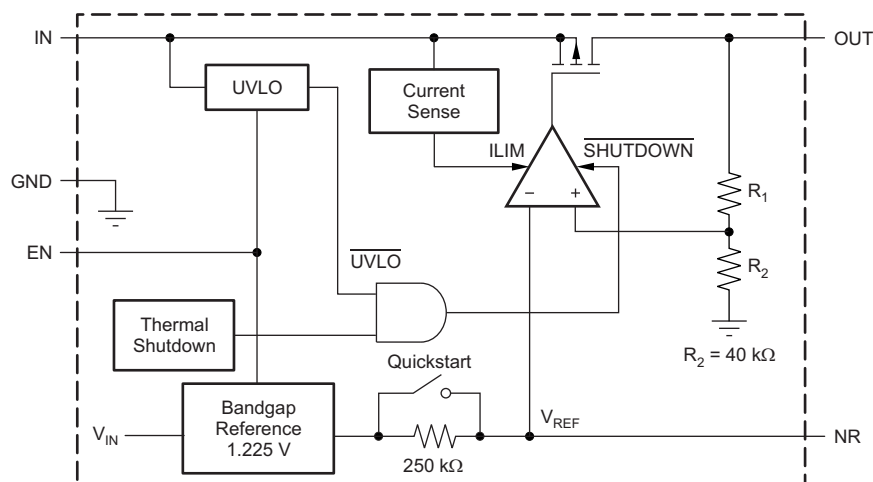 IN
OUT
UVLO
Current
Sense
ILIM
SHUTDOWN
GND
− +
R1
EN
UVLO
R2
Thermal
Shutdown
Quickstart
R2 = 40 kΩ
Bandgap
Reference
1.225 V
VIN
VREF
NR
250 kΩ